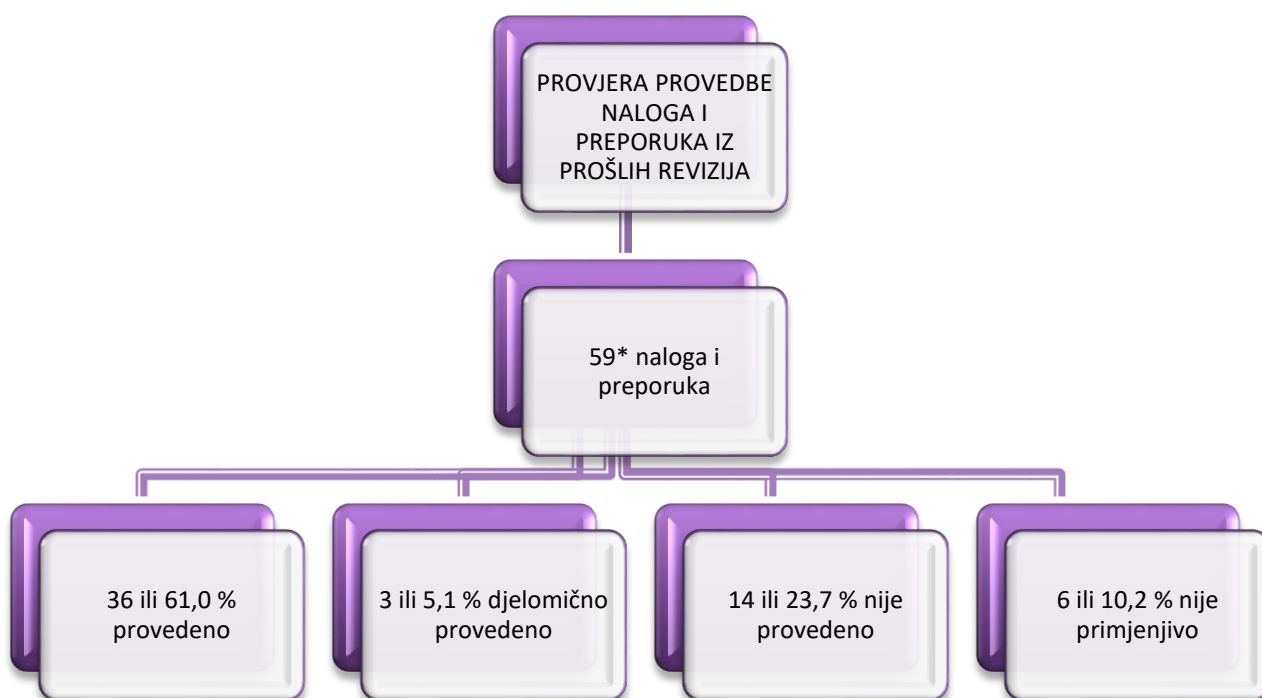 PROVJERA PROVEDBE
NALOGA I
PREPORUKA IZ
PROŠLIH REVIZIJA
59* naloga i
preporuka
36 ili 61,0 %
provedeno
3 ili 5,1 % djelomično
provedeno
14 ili 23,7 % nije
provedeno
6 ili 10,2 % nije
primjenjivo